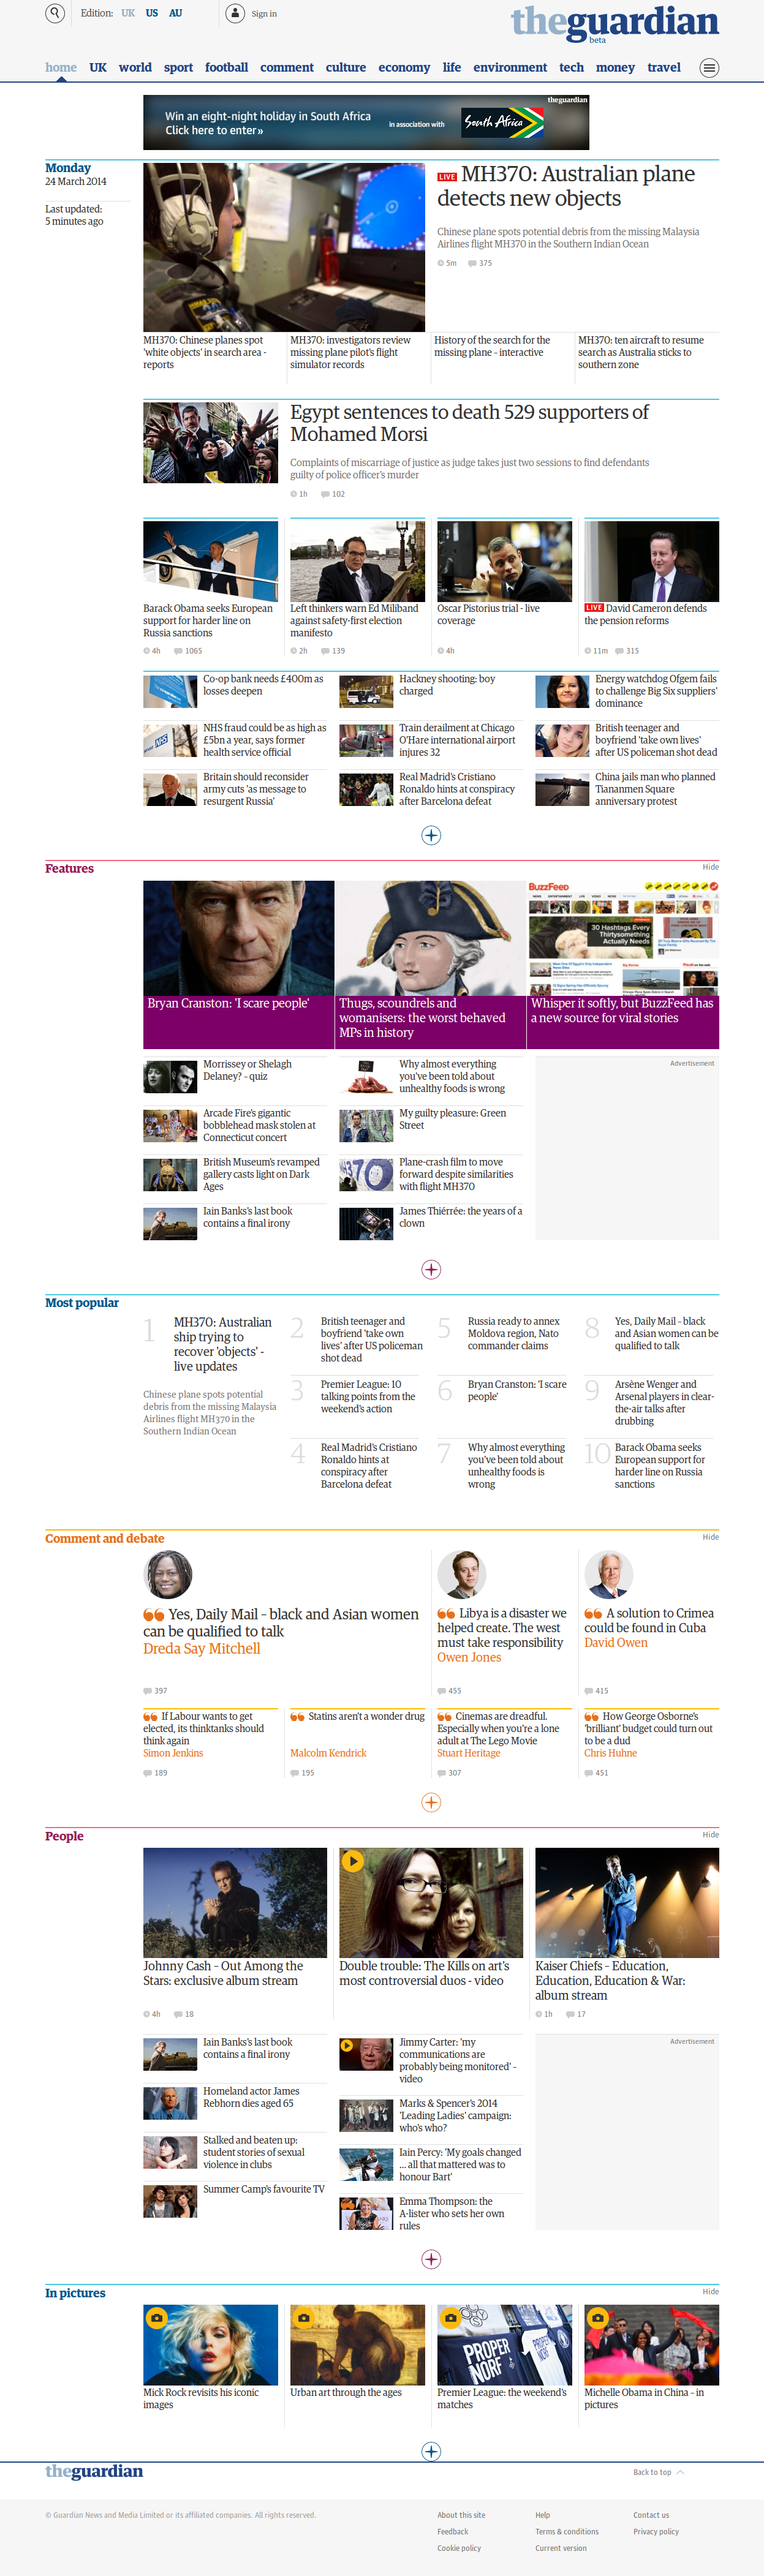 Edition: UK US AU
Sign in
theguardian
beta
home UK world sport football comment culture economy life environment tech money travel
theguardian
Win an eight-night holiday in South Africa
Click here to enter »
in association with
South Africa
Monday
24 March 2014
Last updated:
5 minutes ago
LIVE MH370: Australian plane
detects new objects
Chinese plane spots potential debris from the missing Malaysia
Airlines flight MH370 in the Southern Indian Ocean
5m 375
MH370: Chinese planes spot
'white objects' in search area -
reports
MH370: investigators review
missing plane pilot's flight
simulator records
History of the search for the
missing plane – interactive
MH370: ten aircraft to resume
search as Australia sticks to
southern zone
Egypt sentences to death 529 supporters of
Mohamed Morsi
Complaints of miscarriage of justice as judge takes just two sessions to find defendants
guilty of police officer's murder
1h 102
Barack Obama seeks European
support for harder line on
Russia sanctions
4h 1065
Left thinkers warn Ed Miliband
against safety-first election
manifesto
2h 139
Oscar Pistorius trial - live
coverage
4h
LIVE David Cameron defends
the pension reforms
11m 315
Co-op bank needs £400m as
losses deepen
NHS fraud could be as high as
£5bn a year, says former
health service official
Britain should reconsider
army cuts 'as message to
resurgent Russia'
Hackney shooting: boy
charged
Train derailment at Chicago
O'Hare international airport
injures 32
Real Madrid's Cristiano
Ronaldo hints at conspiracy
after Barcelona defeat
Energy watchdog Ofgem fails
to challenge Big Six suppliers'
dominance
British teenager and
boyfriend 'take own lives'
after US policeman shot dead
China jails man who planned
Tiananmen Square
anniversary protest
Features
Hide
BuzzFeed
30 Hashtags Every
Thirtysomething
Actually Needs
Bryan Cranston: 'I scare people'
Thugs, scoundrels and
womanisers: the worst behaved
MPs in history
Whisper it softly, but BuzzFeed has
a new source for viral stories
Morrissey or Shelagh
Delaney? – quiz
Arcade Fire's gigantic
bobblehead mask stolen at
Connecticut concert
British Museum's revamped
gallery casts light on Dark
Ages
Iain Banks's last book
contains a final irony
Why almost everything
you've been told about
unhealthy foods is wrong
My guilty pleasure: Green
Street
Plane-crash film to move
forward despite similarities
with flight MH370
James Thiérrée: the years of a
clown
Advertisement
Most popular
1
MH370: Australian
ship trying to
recover 'objects' -
live updates
Chinese plane spots potential
debris from the missing Malaysia
Airlines flight MH370 in the
Southern Indian Ocean
2
British teenager and
boyfriend 'take own
lives' after US policeman
shot dead
3
Premier League: 10
talking points from the
weekend's action
4
Real Madrid's Cristiano
Ronaldo hints at
conspiracy after
Barcelona defeat
5
Russia ready to annex
Moldova region, Nato
commander claims
6
Bryan Cranston: 'I scare
people'
7
Why almost everything
you've been told about
unhealthy foods is
wrong
8
Yes, Daily Mail – black
and Asian women can be
qualified to talk
9
Arsène Wenger and
Arsenal players in clear-
the-air talks after
drubbing
10
Barack Obama seeks
European support for
harder line on Russia
sanctions
Comment and debate
Hide
Yes, Daily Mail – black and Asian women
can be qualified to talk
Dreda Say Mitchell
397
Libya is a disaster we
helped create. The west
must take responsibility
Owen Jones
455
A solution to Crimea
could be found in Cuba
David Owen
415
If Labour wants to get
elected, its thinktanks should
think again
Simon Jenkins
189
Statins aren't a wonder drug
Malcolm Kendrick
195
Cinemas are dreadful.
Especially when you're a lone
adult at The Lego Movie
Stuart Heritage
307
How George Osborne's
'brilliant' budget could turn out
to be a dud
Chris Huhne
451
People
Hide
Johnny Cash – Out Among the
Stars: exclusive album stream
4h 18
Double trouble: The Kills on art's
most controversial duos - video
Kaiser Chiefs – Education,
Education, Education & War:
album stream
1h 17
Iain Banks's last book
contains a final irony
Homeland actor James
Rebhorn dies aged 65
Stalked and beaten up:
student stories of sexual
violence in clubs
Summer Camp's favourite TV
Jimmy Carter: 'my
communications are
probably being monitored' –
video
Marks & Spencer's 2014
'Leading Ladies' campaign:
who's who?
Iain Percy: 'My goals changed
... all that mattered was to
honour Bart'
Emma Thompson: the
A-lister who sets her own
rules
Advertisement
In pictures
Hide
PROPER
NORF
Mick Rock revisits his iconic
images
Urban art through the ages
Premier League: the weekend's
matches
Michelle Obama in China – in
pictures
theguardian
Back to top
© Guardian News and Media Limited or its affiliated companies. All rights reserved.
About this site
Help
Contact us
Feedback
Terms & conditions
Privacy policy
Cookie policy
Current version